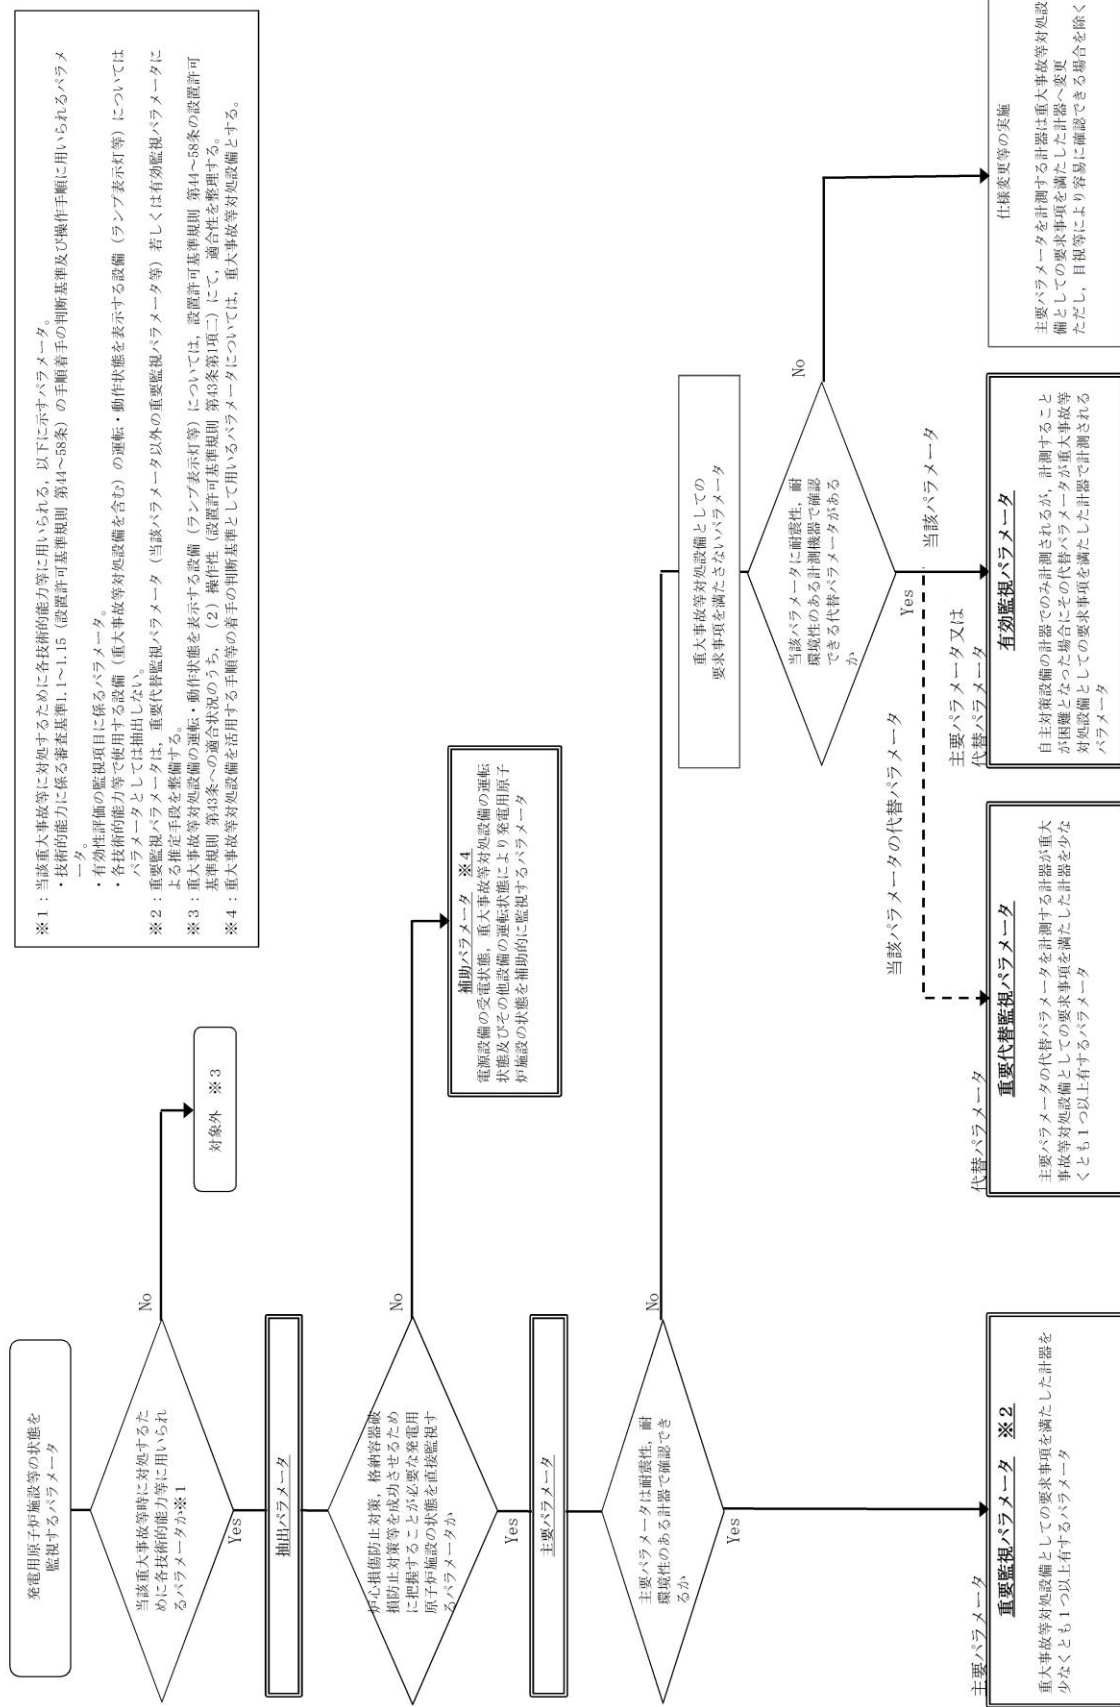 発電用原子炉施設等の状態を
監視するパラメータ
当該重大事故等時に対処するた
めに各技術的能力等に用いられ
るパラメータか※1
No
Yes
対象外　※3
抽出パラメータ
炉心損傷防止対策，格納容器破
損防止対策等を成功させるため
に把握することが必要な発電用
原子炉施設の状態を直接監視す
るパラメータか
No
Yes
補助パラメータ　※4
電源設備の受電状態，重大事故等対処設備の運転
状態及びその他設備の運転状態により発電用原子
炉施設の状態を補助的に監視するパラメータ
主要パラメータ
主要パラメータは耐震性，耐
環境性のある計器で確認でき
るか
No
Yes
重大事故等対処設備としての
要求事項を満たさないパラメータ
当該パラメータに耐震性，耐
環境性のある計測機器で確認
できる代替パラメータがある
か
No
Yes
当該パラメータ
当該パラメータの代替パラメータ
主要パラメータ
重要監視パラメータ　※2
重大事故等対処設備としての要求事項を満たした計器を
少なくとも1つ以上有するパラメータ
代替パラメータ
重要代替監視パラメータ
主要パラメータの代替パラメータを計測する計器が重大
事故等対処設備としての要求事項を満たした計器を少な
くとも1つ以上有するパラメータ
主要パラメータ又は
代替パラメータ
有効監視パラメータ
自主対策設備の計器でのみ計測されるが，計測すること
が困難となった場合にその代替パラメータが重大事故等
対処設備としての要求事項を満たした計器で計測される
パラメータ
仕様変更等の実施
主要パラメータを計測する計器は重大事故等対処設
備としての要求事項を満たした計器へ変更
ただし，目視等により容易に確認できる場合を除く
※1：当該重大事故等に対処するために各技術的能力等に用いられる，以下に示すパラメータ。
・技術的能力に係る審査基準1.1～1.15（設置許可基準規則 第44～58条）の手順着手の判断基準及び操作手順に用いられるパラメ
ータ。
・有効性評価の監視項目に係るパラメータ。
・各技術的能力等で使用する設備（重大事故等対処設備を含む）の運転・動作状態を表示する設備（ランプ表示灯等）については
パラメータとしては抽出しない。
※2：重要監視パラメータは，重要代替監視パラメータ（当該パラメータ以外の重要監視パラメータ等）若しくは有効監視パラメータに
よる推定手段を整備する。
※3：重大事故等対処設備の運転・動作状態を表示する設備（ランプ表示灯等）については，設置許可基準規則 第44～58条の設置許可
基準規則 第43条への適合状況のうち，（2）操作性（設置許可基準規則 第43条第1項二）にて，適合性を整理する。
※4：重大事故等対処設備を活用する手順等の着手の判断基準として用いるパラメータについては，重大事故等対処設備とする。